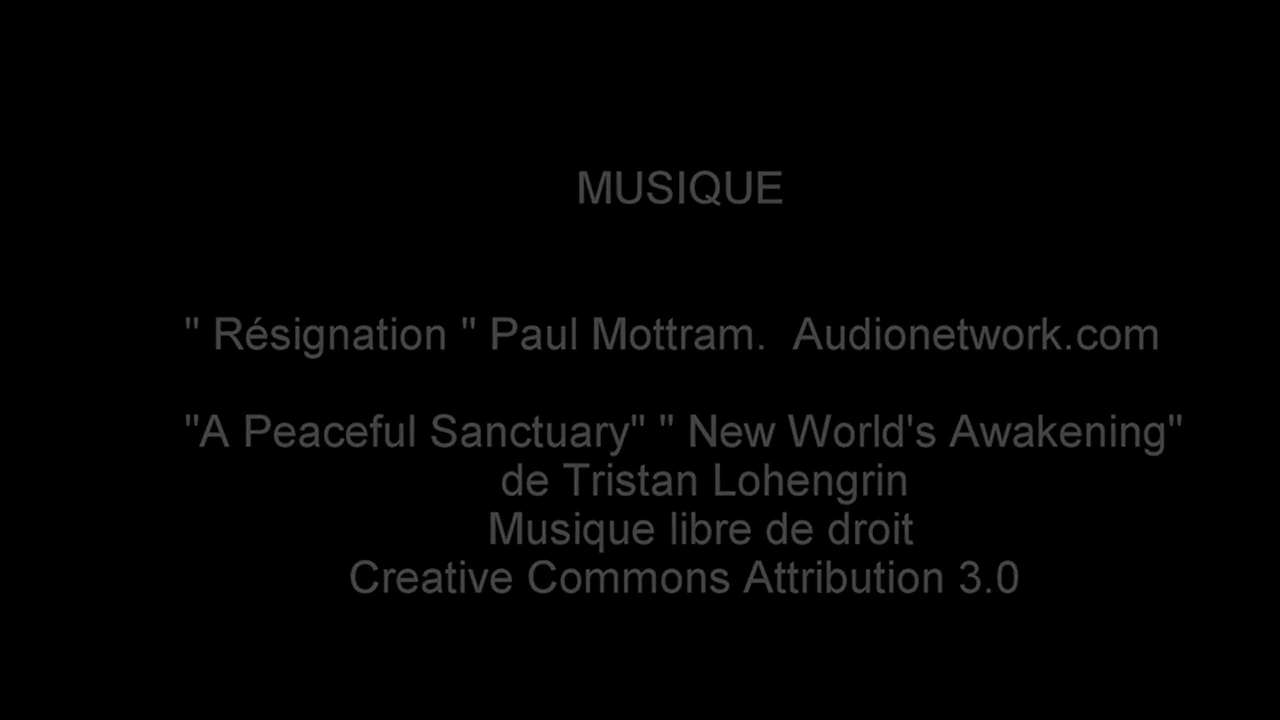 MUSIQUE
" Résignation " Paul Mottram.  Audionetwork.com
"A Peaceful Sanctuary" " New World's Awakening"
de Tristan Lohengrin
Musique libre de droit
Creative Commons Attribution 3.0